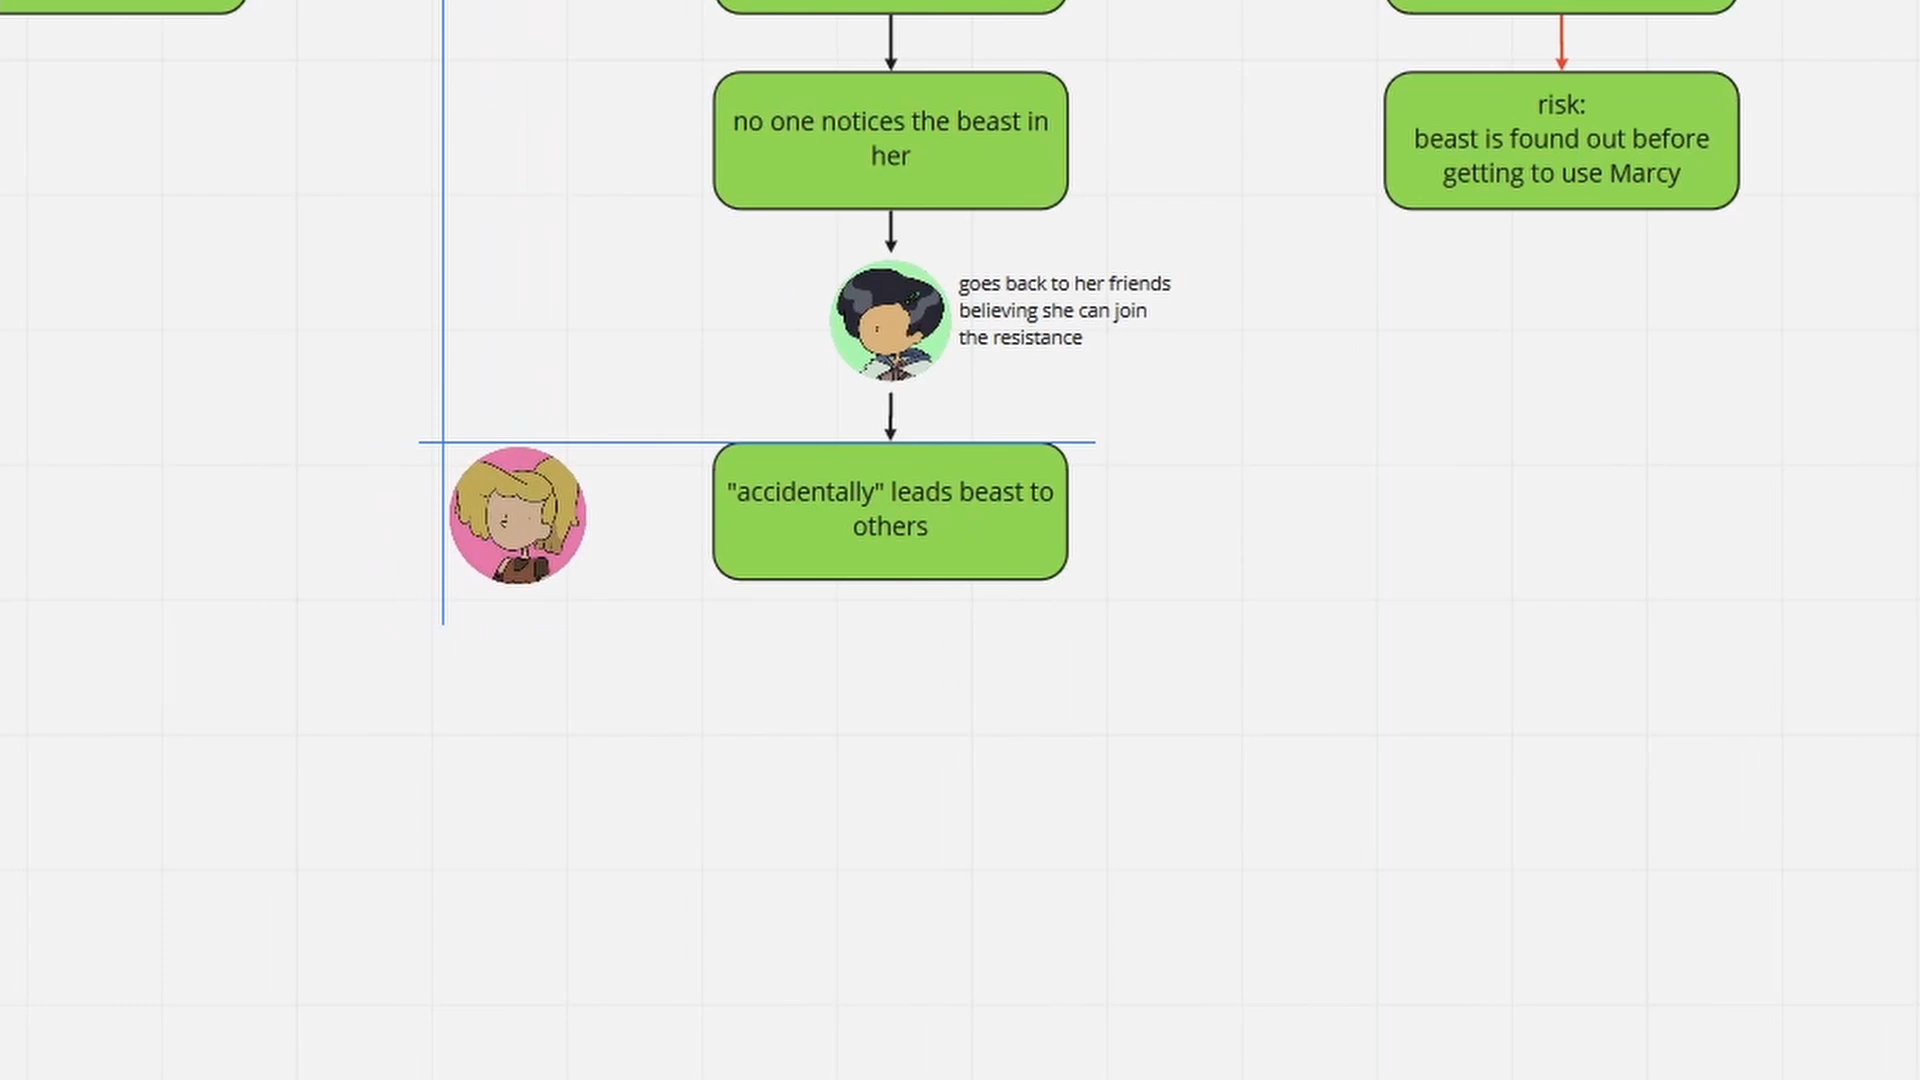 no one notices the beast in
her
risk:
beast is found out before
getting to use Marcy
goes back to her friends
believing she can join
the resistance
"accidentally" leads beast to
others